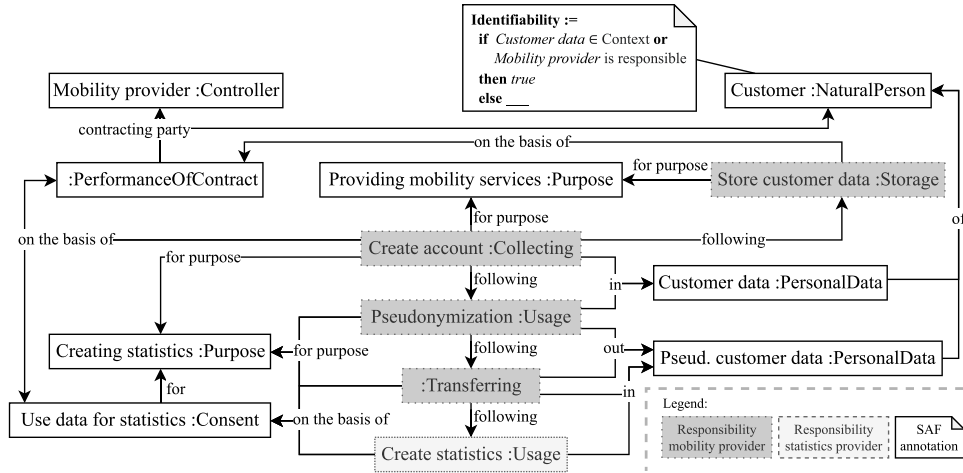 Identifiability :=
if Customer data ∈ Context or
Mobility provider is responsible
then true
else ___
Mobility provider :Controller
Customer :NaturalPerson
contracting party
on the basis of
:PerformanceOfContract
Providing mobility services :Purpose
for purpose
Store customer data :Storage
for purpose
of
on the basis of
Create account :Collecting
following
for purpose
following
in
Customer data :PersonalData
Pseudonymization :Usage
Creating statistics :Purpose
for purpose
following
out
Pseud. customer data :PersonalData
for
:Transferring
in
Use data for statistics :Consent
on the basis of
following
Create statistics :Usage
Legend:
Responsibility
mobility provider
Responsibility
statistics provider
SAF
annotation